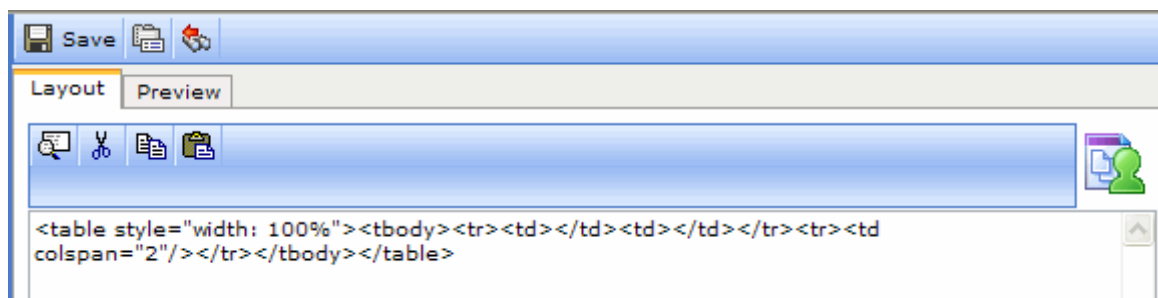 Save
Layout Preview
<table style="width: 100%"><tbody><tr><td></td><td></td></tr><tr><td
colspan="2"/></tr></tbody></table>